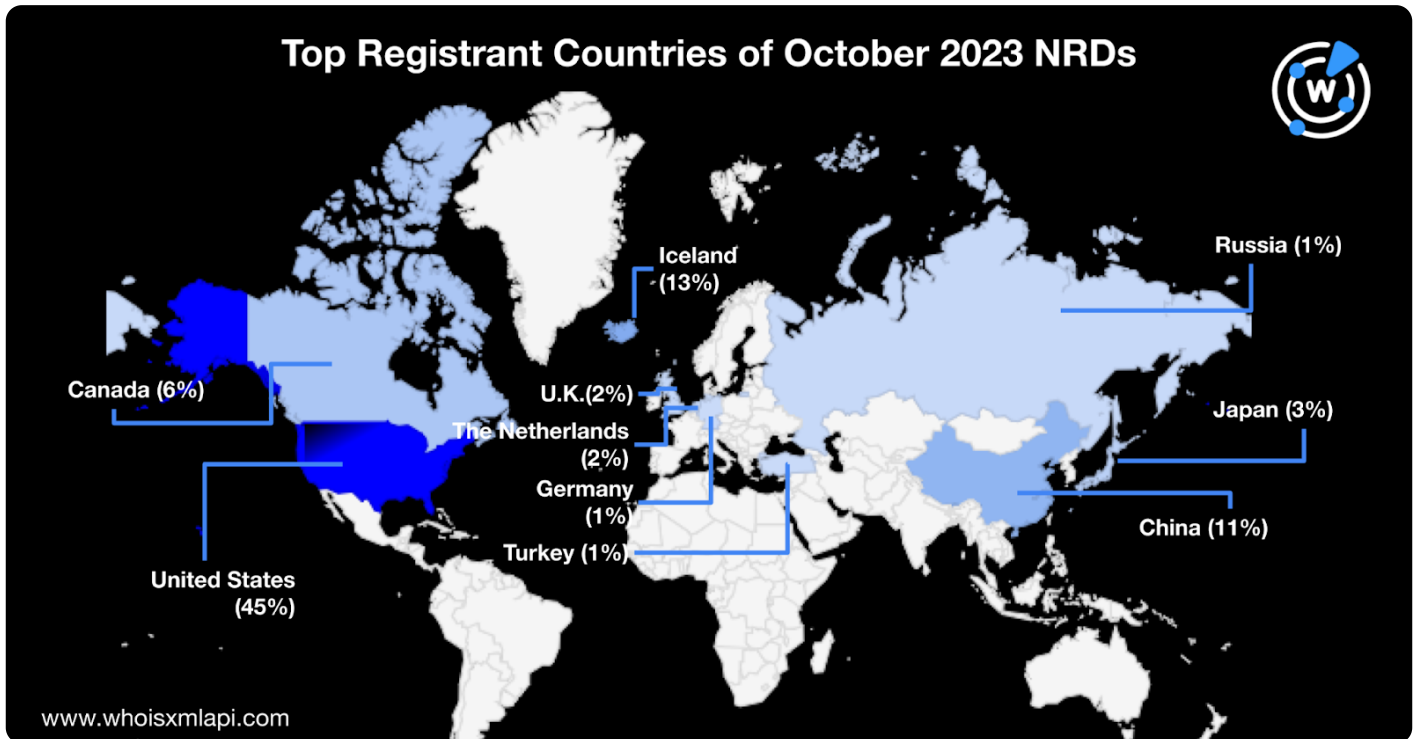 Top Registrant Countries of October 2023 NRDs
W
Iceland
(13%)
Russia (1%)
Canada (6%)
U.K.(2%)
The Netherlands
(2%)
Japan (3%)
Germany
(1%)
China (11%)
Turkey (1%)
United States
(45%)
www.whoisxmlapi.com